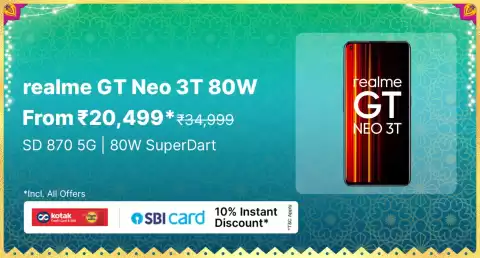 realme GT Neo 3T 80W
From ₹20,499* ₹34,999
SD 870 5G | 80W SuperDart
realme
GT
NEO 3T
*Incl. All Offers
kotak
SBI card
10% Instant
Discount*
*T&C Apply